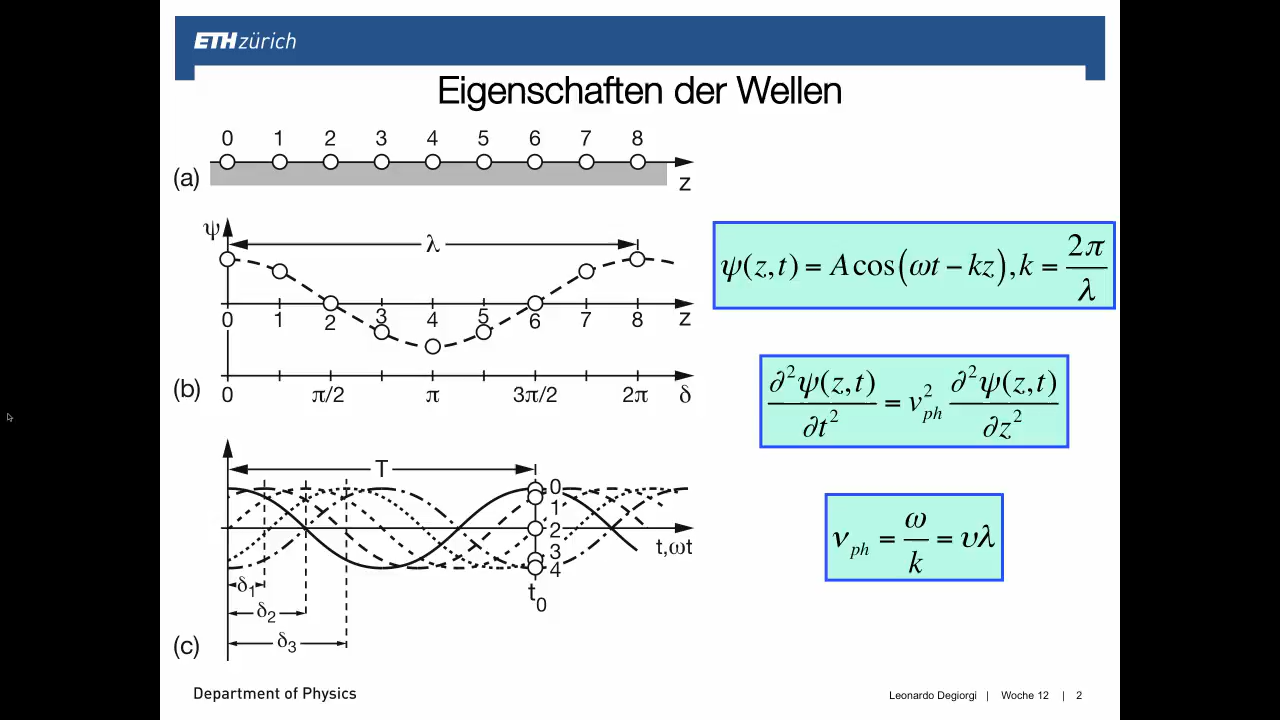 ETH zürich
Eigenschaften der Wellen
0 1 2 3 4 5 6 7 8
(a) z
ψ λ
0 1 2 3 4 5 6 7 8 z
(b) 0 π/2 π 3π/2 2π δ
T
0
1
2
3
4
t,ωt
t₀
δ₁
δ₂
δ₃
(c)
ψ(z,t) = A cos(ωt − kz), k = 2π/λ
∂²ψ(z,t)/∂t² = v²ₚₕ ∂²ψ(z,t)/∂z²
νₚₕ = ω/k = υλ
Department of Physics
Leonardo Degiorgi | Woche 12 | 2